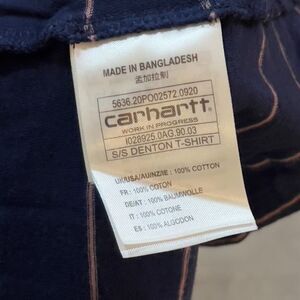 MADE IN BANGLADESH
孟加拉制
5636.20PO02572.0920
carhartt
WORK IN PROGRESS
I028925.0AG.90.03
S/S DENTON T-SHIRT
UK/USA/AU/NZ/IE : 100% COTTON
FR : 100% COTON
DE/AT : 100% BAUMWOLLE
IT : 100% COTONE
ES : 100% ALGODON